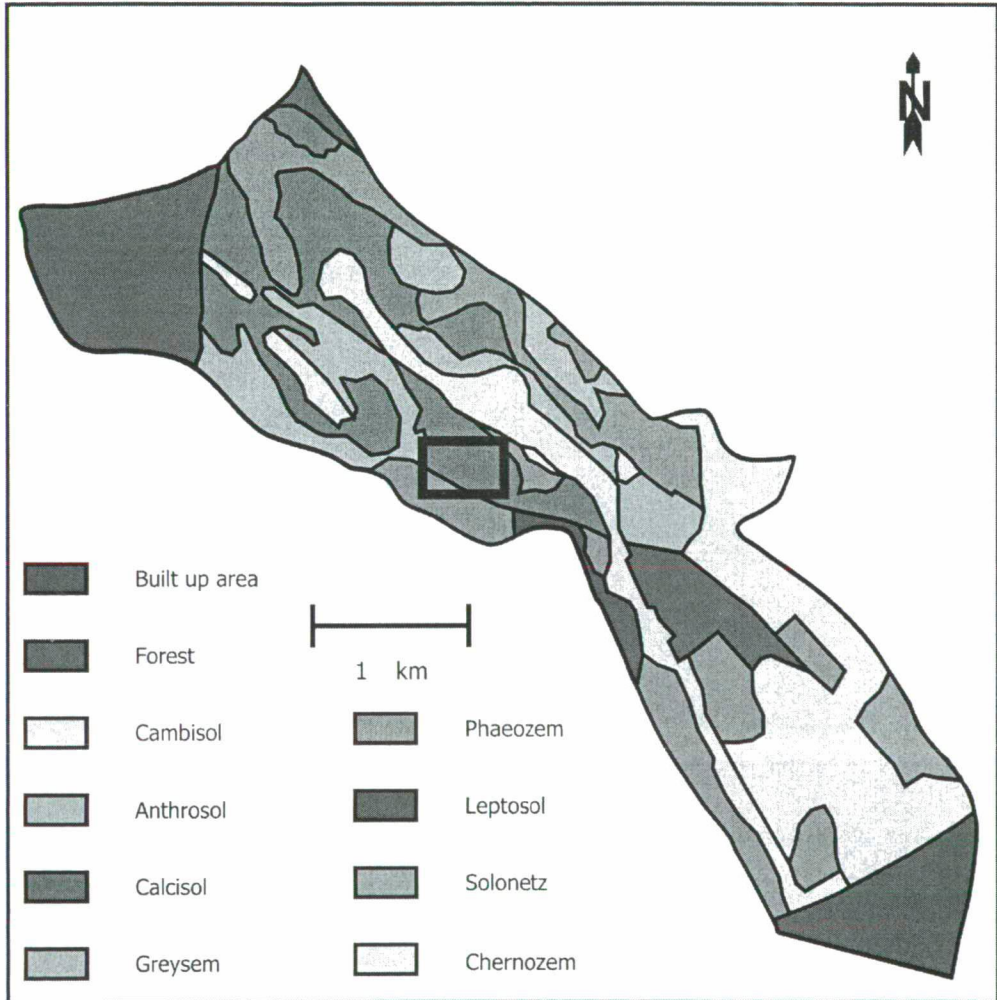 N
Built up area
Forest
1 km
Cambisol
Phaeozem
Anthrosol
Leptosol
Calcisol
Solonetz
Greysem
Chernozem